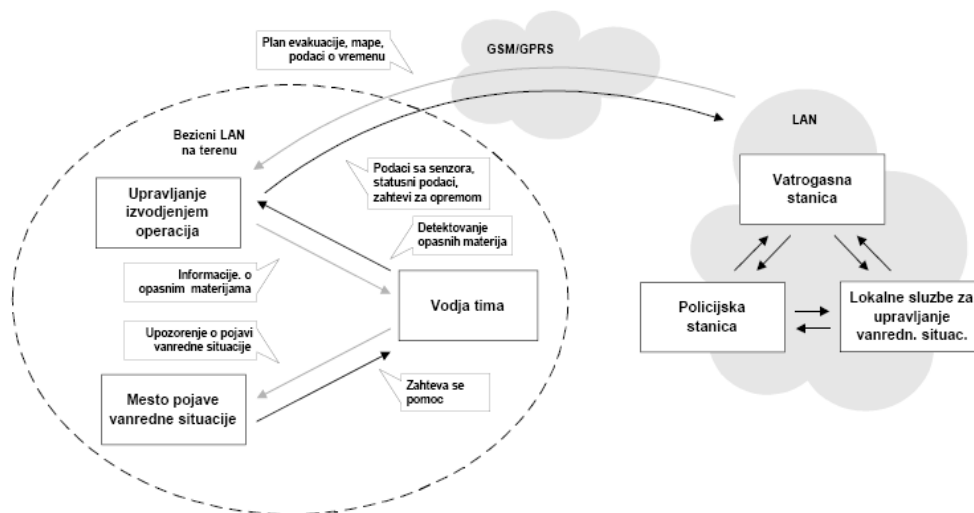 Plan evakuacije, mape,
podaci o vremenu
GSM/GPRS
Bezicni LAN
na terenu
LAN
Podaci sa senzora,
statusni podaci,
zahtevi za opremom
Upravljanje
izvodjenjem
operacija
Vatrogasna
stanica
Detektovanje
opasnih materija
Informacije. o
opasnim materijama
Vodja tima
Policijska
stanica
Lokalne sluzbe za
upravljanje
vanredn. situac.
Upozorenje o pojavi
vanredne situacije
Mesto pojave
vanredne situacije
Zahteva se
pomoc